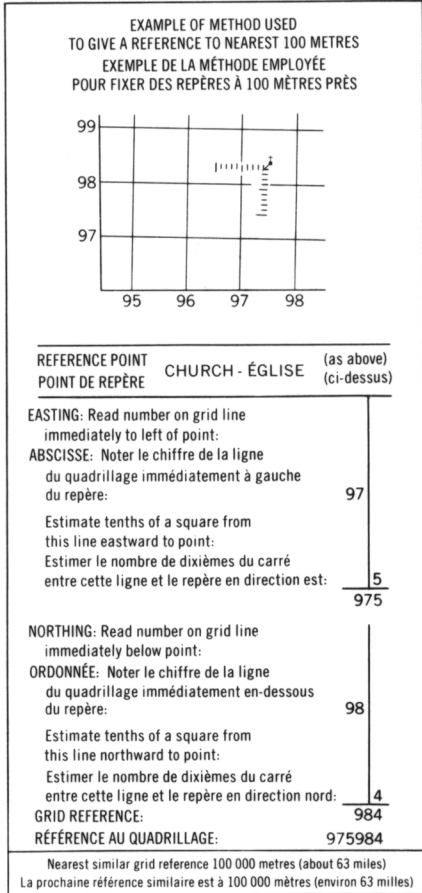 EXAMPLE OF METHOD USED
TO GIVE A REFERENCE TO NEAREST 100 METRES
EXEMPLE DE LA MÉTHODE EMPLOYÉE
POUR FIXER DES REPÈRES À 100 MÈTRES PRÈS
99
98
97
95 96 97 98
REFERENCE POINT
POINT DE REPÈRE
CHURCH - ÉGLISE
(as above)
(ci-dessus)
EASTING: Read number on grid line
immediately to left of point:
ABSCISSE: Noter le chiffre de la ligne
du quadrillage immédiatement à gauche
du repère: 97
Estimate tenths of a square from
this line eastward to point:
Estimer le nombre de dixièmes du carré
entre cette ligne et le repère en direction est: 5
975
NORTHING: Read number on grid line
immediately below point:
ORDONNÉE: Noter le chiffre de la ligne
du quadrillage immédiatement en-dessous
du repère: 98
Estimate tenths of a square from
this line northward to point:
Estimer le nombre de dixièmes du carré
entre cette ligne et le repère en direction nord: 4
GRID REFERENCE: 984
RÉFÉRENCE AU QUADRILLAGE: 975984
Nearest similar grid reference 100 000 metres (about 63 miles)
La prochaine référence similaire est à 100 000 mètres (environ 63 milles)